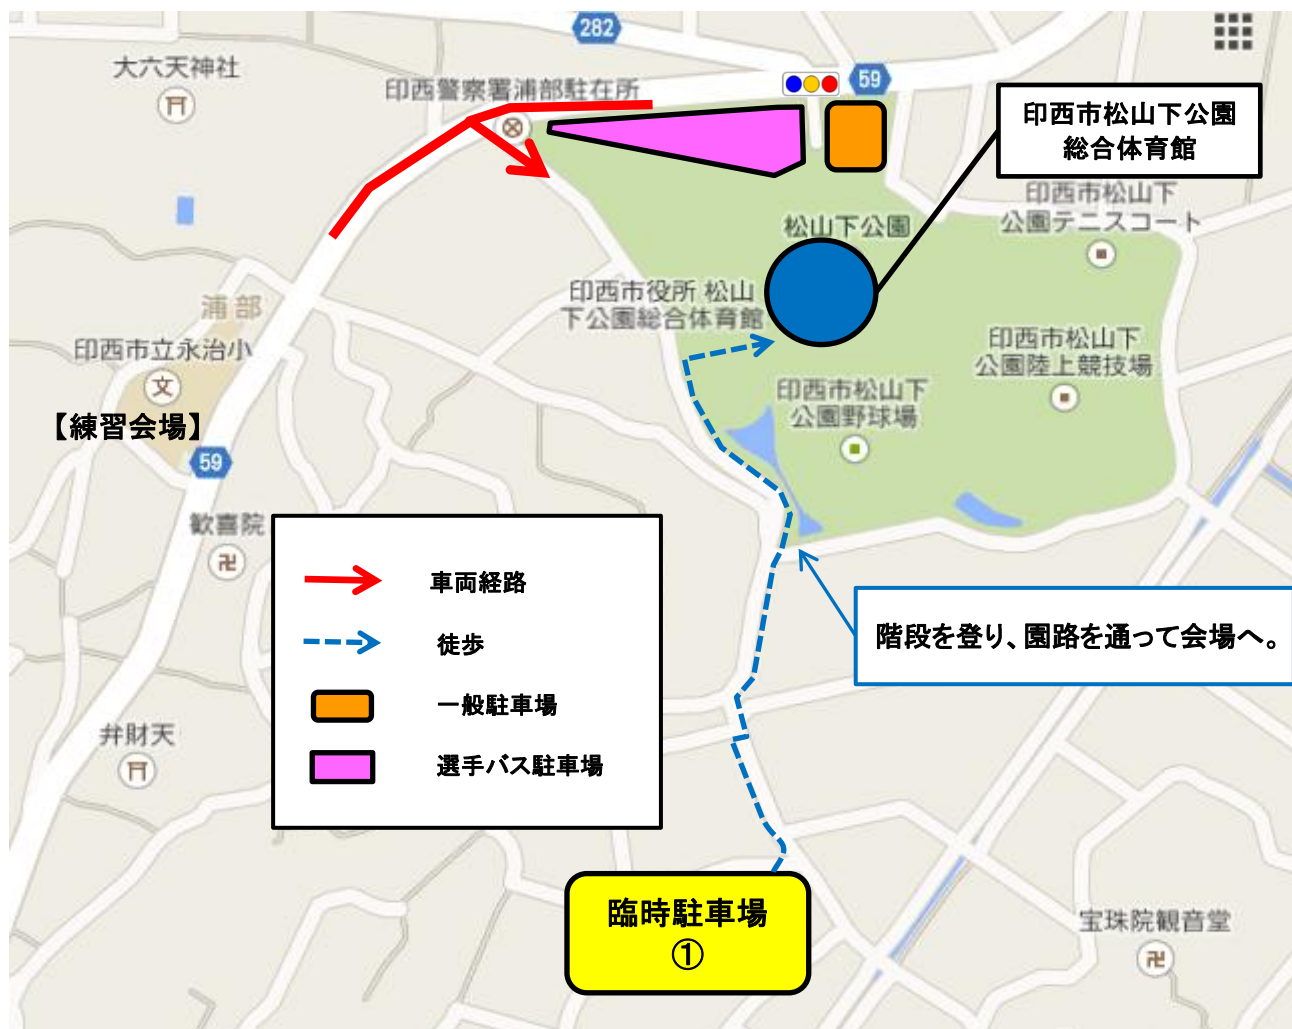 282
大六天神社
印西警察署浦部駐在所
59
印西市松山下公園
総合体育館
印西市松山下
公園テニスコート
松山下公園
印西市役所 松山
下公園総合体育館
浦部
印西市立永治小
文
【練習会場】
59
印西市松山下
公園陸上競技場
印西市松山下
公園野球場
歓喜院
卍
車両経路
徒歩
一般駐車場
選手バス駐車場
階段を登り、園路を通って会場へ。
弁財天
臨時駐車場
①
宝珠院観音堂
卍